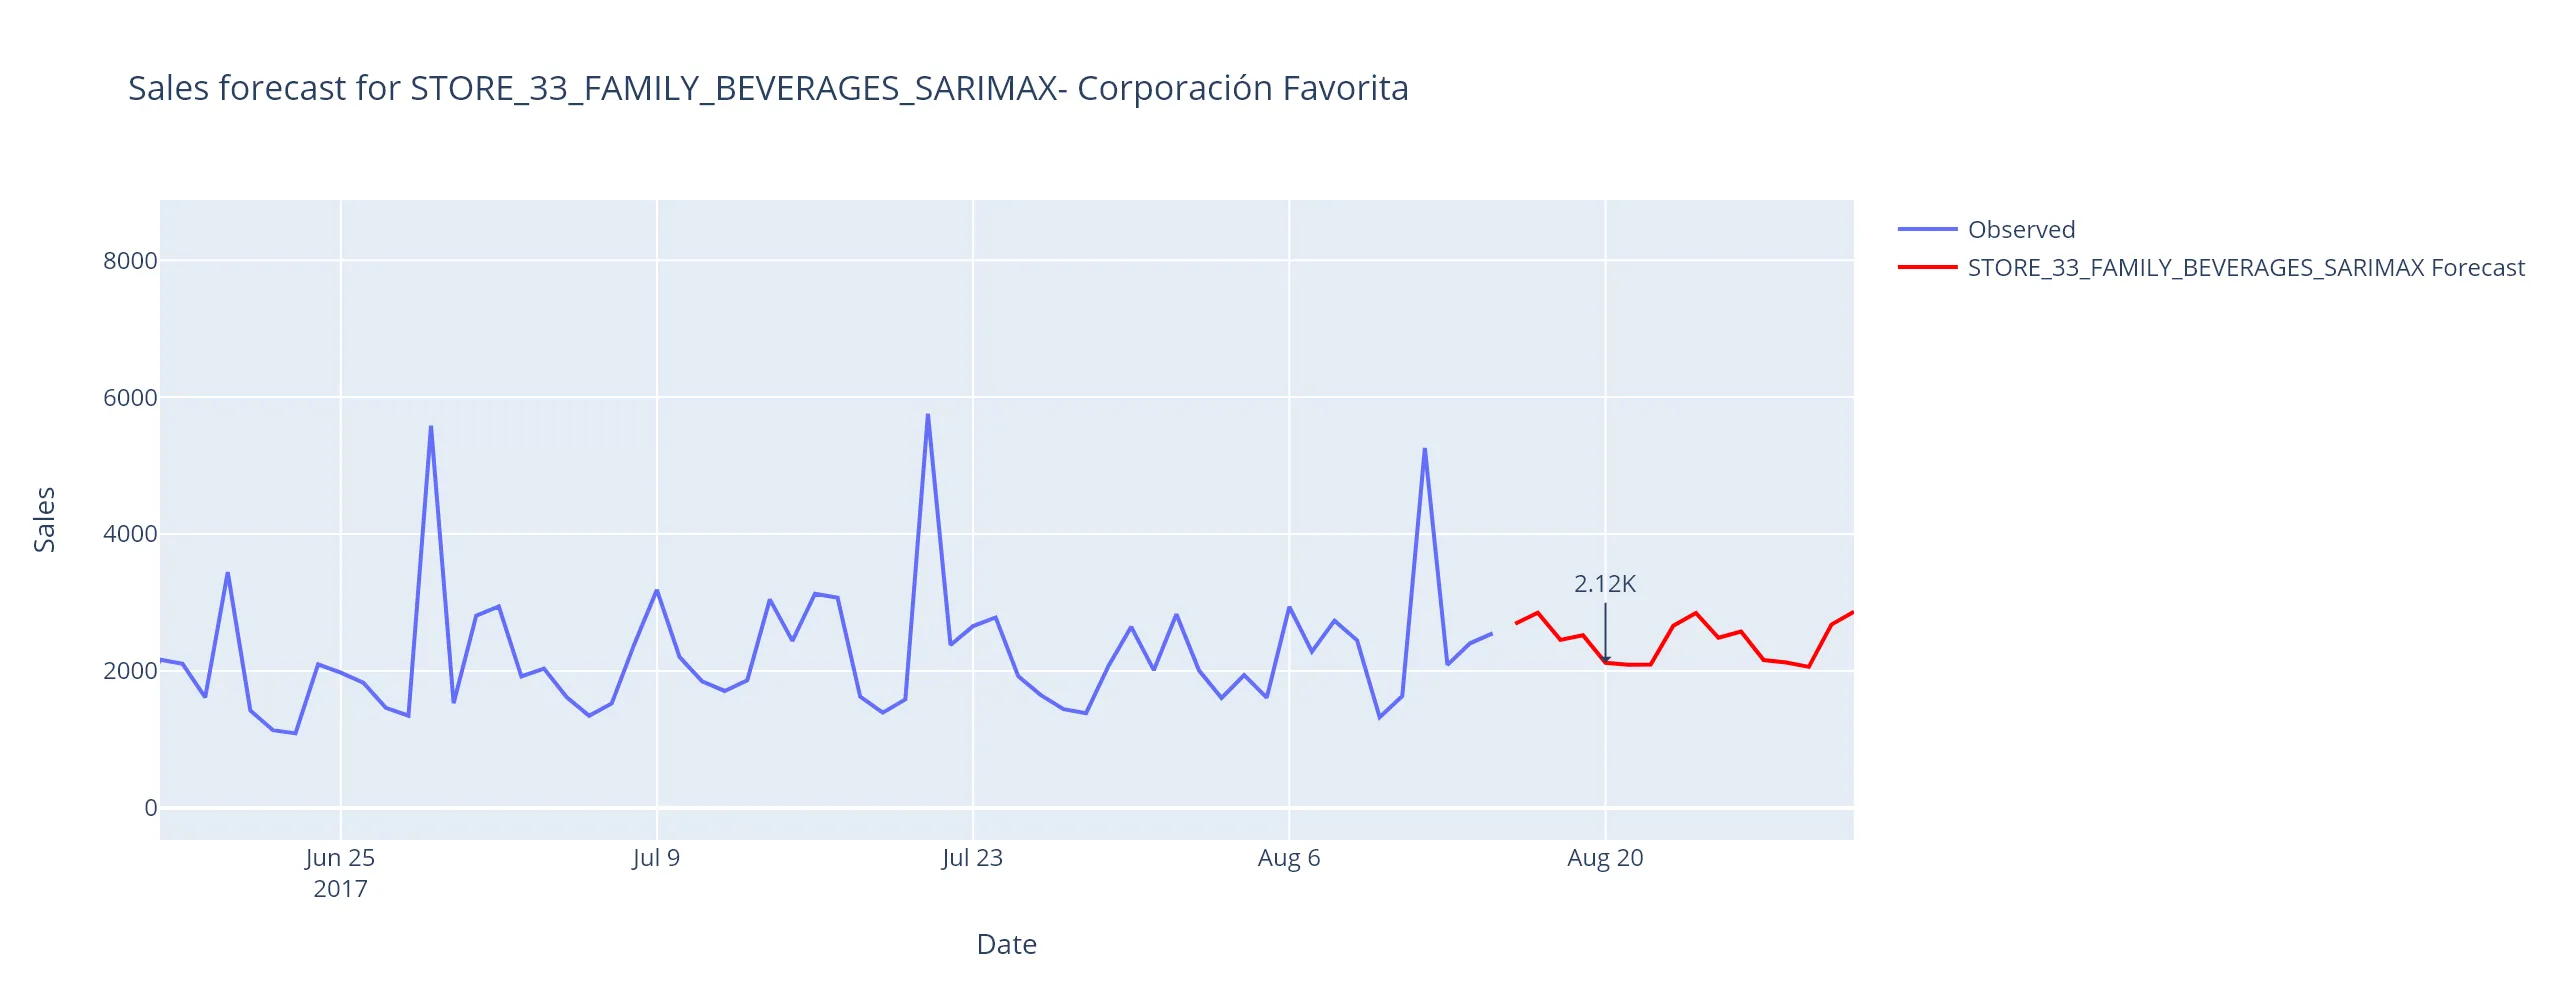 Sales forecast for STORE_33_FAMILY_BEVERAGES_SARIMAX- Corporación Favorita
Observed
STORE_33_FAMILY_BEVERAGES_SARIMAX Forecast
8000
6000
4000
2000
0
Sales
2.12K
Jun 25
2017
Jul 9
Jul 23
Aug 6
Aug 20
Date